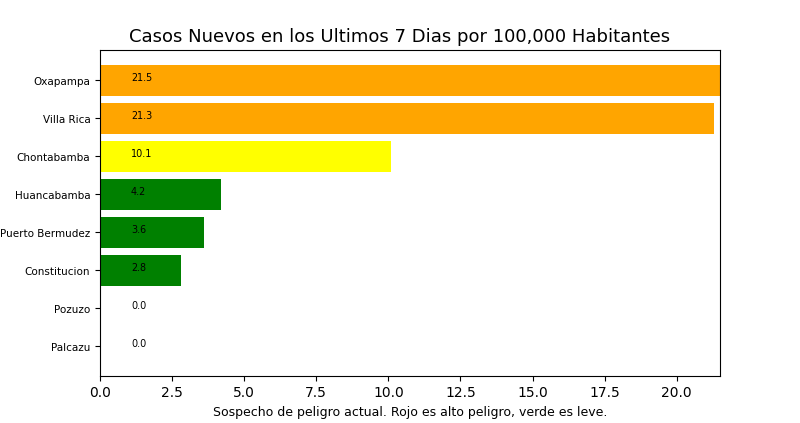 Casos Nuevos en los Ultimos 7 Dias por 100,000 Habitantes
Oxapampa 21.5
Villa Rica 21.3
Chontabamba 10.1
Huancabamba 4.2
Puerto Bermudez 3.6
Constitucion 2.8
Pozuzo 0.0
Palcazu 0.0
0.0 2.5 5.0 7.5 10.0 12.5 15.0 17.5 20.0
Sospecho de peligro actual. Rojo es alto peligro, verde es leve.